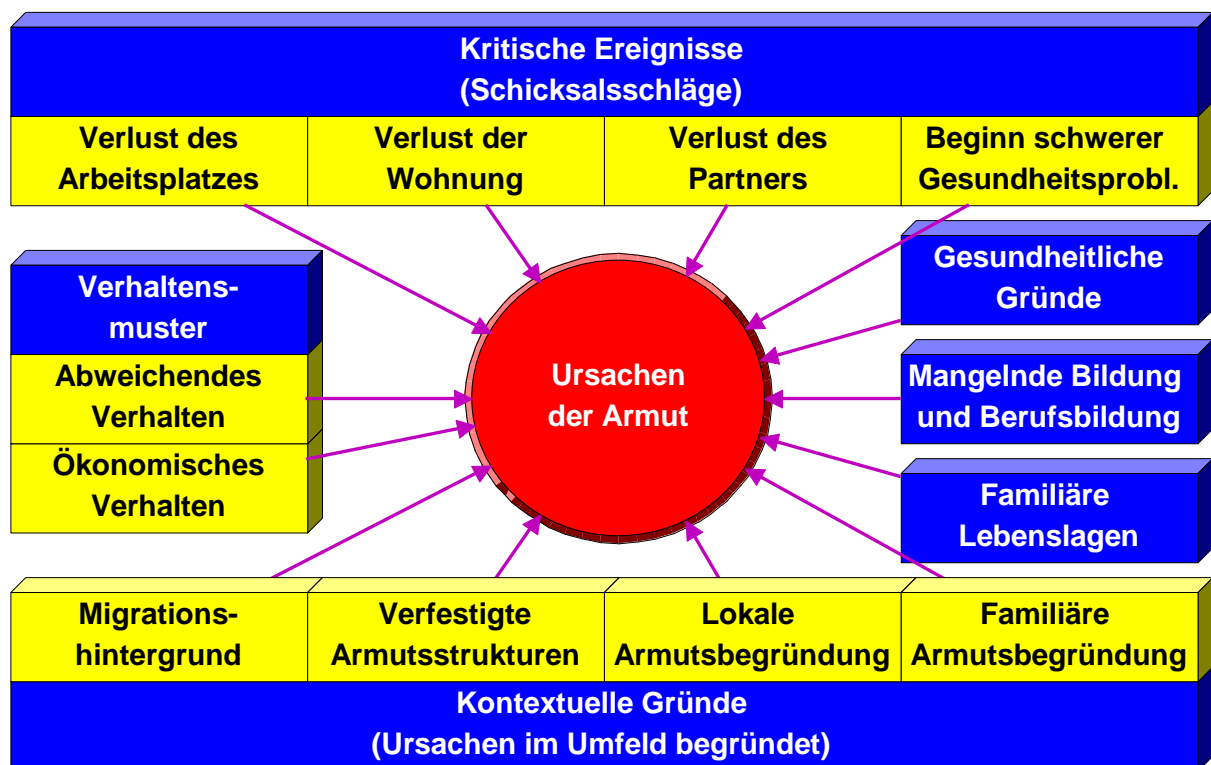 Kritische Ereignisse
(Schicksalsschläge)
Verlust des
Arbeitsplatzes
Verlust der
Wohnung
Verlust des
Partners
Beginn schwerer
Gesundheitsprobl.
Verhaltens-
muster
Abweichendes
Verhalten
Ökonomisches
Verhalten
Ursachen
der Armut
Gesundheitliche
Gründe
Mangelnde Bildung
und Berufsbildung
Familiäre
Lebenslagen
Migrations-
hintergrund
Verfestigte
Armutsstrukturen
Lokale
Armutsbegründung
Familiäre
Armutsbegründung
Kontextuelle Gründe
(Ursachen im Umfeld begründet)